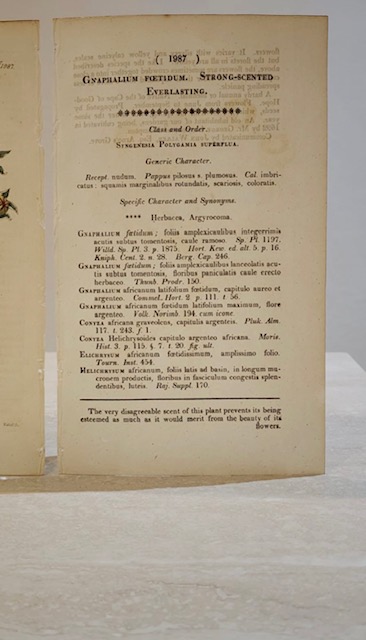 ( 1987 )
GNAPHALIUM FŒTIDUM. STRONG-SCENTED
EVERLASTING.
Class and Order.
SYNGENESIA POLYGAMIA SUPERFLUA.
Generic Character.
Recept. nudum. Pappus pilosus s. plumosus. Cal. imbri-
catus: squamis marginalibus rotundatis, scariosis, coloratis.
Specific Character and Synonyms.
**** Herbacea, Argyrocoma.
GNAPHALIUM fœtidum; foliis amplexicaulibus integerrimis
acutis subtus tomentosis, caule ramoso. Sp. Pl. 1197.
Willd. Sp. Pl. 3. p. 1875. Hort. Kew. ed. alt. 5. p. 16.
Kniph. Cent. 2. n. 28. Berg. Cap. 246.
GNAPHALIUM fœtidum; foliis amplexicaulibus lanceolatis acu-
tis subtus tomentosis, floribus paniculatis caule erecto
herbaceo. Thunb. Prodr. 150.
GNAPHALIUM africanum latifolium fœtidum, capitulo aureo et
argenteo. Commel. Hort. 2. p. 111. t. 56.
GNAPHALIUM africanum fœtidum latifolium maximum, flore
argenteo. Volk. Norimb. 194. cum icone.
CONYZA africana graveolens, capitulis argenteis. Pluk. Alm.
117. t. 243. f. 1.
CONYZA Helichrysoides capitulo argenteo africana. Moris.
Hist. 3. p. 115. §. 7. t. 20. fig. ult.
ELICHRYSUM africanum fœtidissimum, amplissimo folio.
Tourn. Inst. 454.
HELICHRYSUM africanum, foliis latis ad basin, in longum mu-
cronem productis, floribus in fasciculum congestis splen-
dentibus, luteis. Raj. Suppl. 170.
The very disagreeable scent of this plant prevents its being
esteemed as much as it would merit from the beauty of its
flowers.